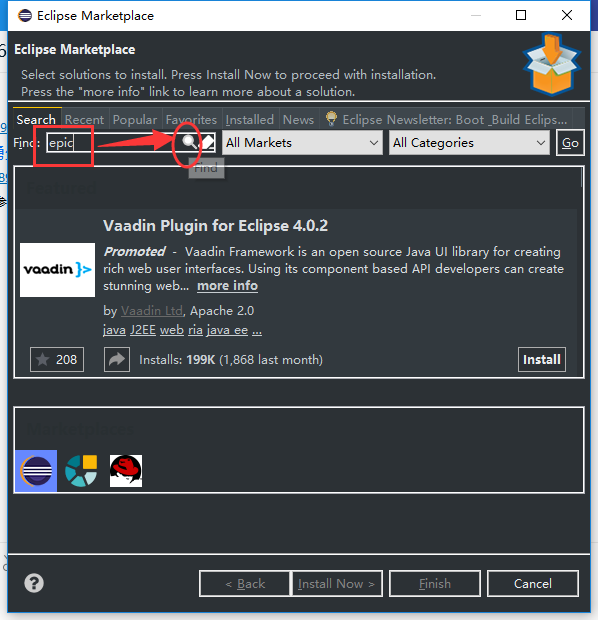 Eclipse Marketplace
Eclipse Marketplace
Select solutions to install. Press Install Now to proceed with installation.
Press the "more info" link to learn more about a solution.
Search Recent Popular Favorites Installed News Eclipse Newsletter: Boot _Build Eclips...
Find: epic All Markets All Categories Go
Find
Vaadin Plugin for Eclipse 4.0.2
Promoted - Vaadin Framework is an open source Java UI library for creating
rich web user interfaces. Using its component based API developers can create
stunning web... more info
vaadin }>
by Vaadin Ltd, Apache 2.0
java J2EE web ria java ee ...
208 Installs: 199K (1,868 last month) Install
? < Back Install Now > Finish Cancel